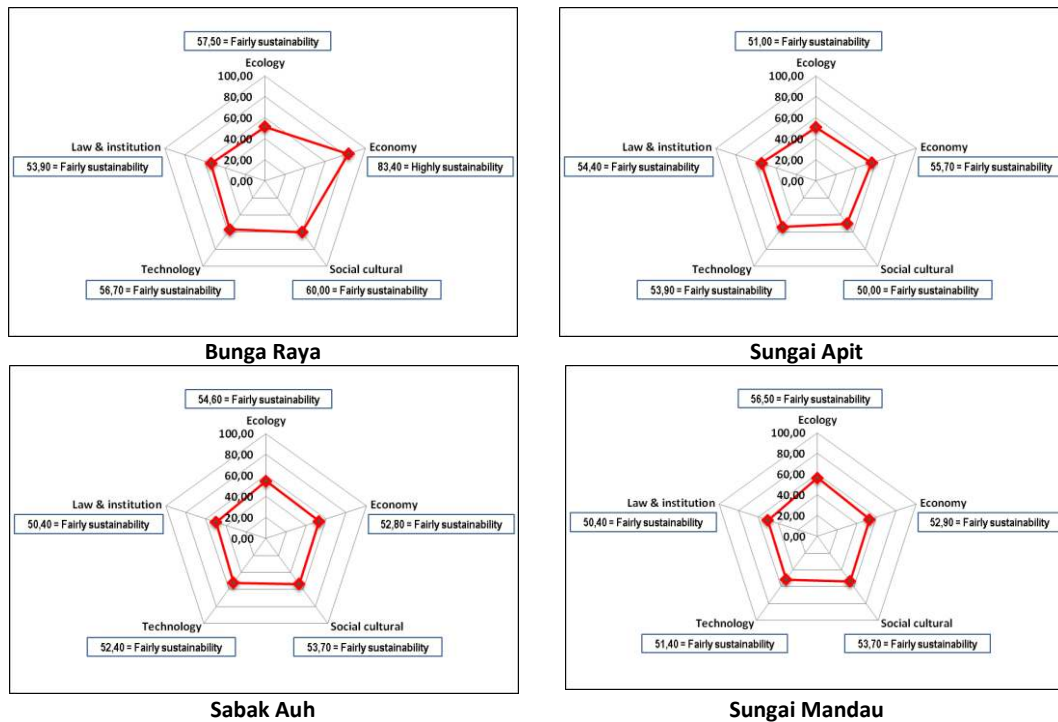 57,50 = Fairly sustainability
Ecology
100,00
80,00
60,00
40,00
20,00
0,00
Law & institution
53,90 = Fairly sustainability
Economy
83,40 = Highly sustainability
Technology
56,70 = Fairly sustainability
Social cultural
60,00 = Fairly sustainability
Bunga Raya
51,00 = Fairly sustainability
Ecology
100,00
80,00
60,00
40,00
20,00
0,00
Law & institution
54,40 = Fairly sustainability
Economy
55,70 = Fairly sustainability
Technology
53,90 = Fairly sustainability
Social cultural
50,00 = Fairly sustainability
Sungai Apit
54,60 = Fairly sustainability
Ecology
100,00
80,00
60,00
40,00
20,00
0,00
Law & institution
50,40 = Fairly sustainability
Economy
52,80 = Fairly sustainability
Technology
52,40 = Fairly sustainability
Social cultural
53,70 = Fairly sustainability
Sabak Auh
56,50 = Fairly sustainability
Ecology
100,00
80,00
60,00
40,00
20,00
0,00
Law & institution
50,40 = Fairly sustainability
Economy
52,90 = Fairly sustainability
Technology
51,40 = Fairly sustainability
Social cultural
53,70 = Fairly sustainability
Sungai Mandau